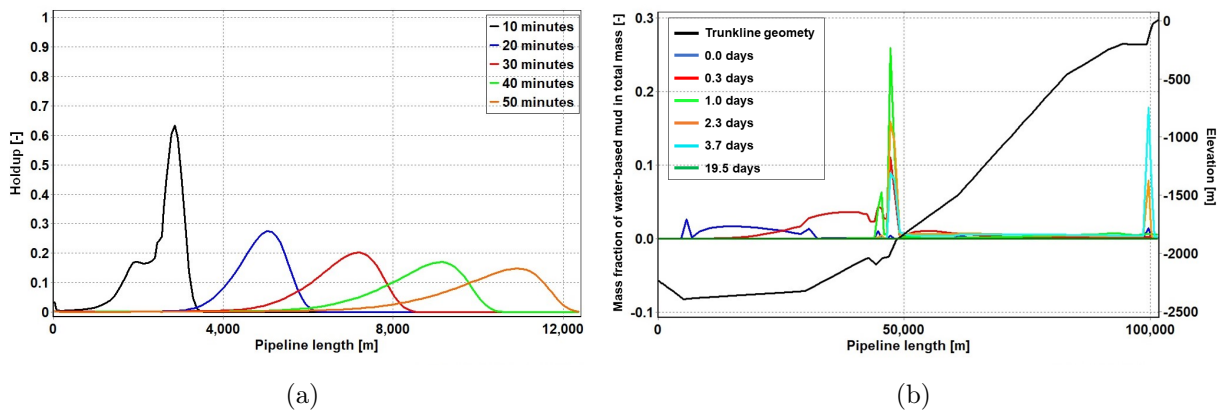 1
0.9
0.8
0.7
0.6
0.5
0.4
0.3
0.2
0.1
0
Holdup [-]
10 minutes
20 minutes
30 minutes
40 minutes
50 minutes
0 4,000 8,000 12,000
Pipeline length [m]
(a)
0.3
0.2
0.1
0.0
-0.1
Mass fraction of water-based mud in total mass [-]
Trunkline geomety
0.0 days
0.3 days
1.0 days
2.3 days
3.7 days
19.5 days
0
-500
-1000
-1500
-2000
-2500
Elevation [m]
0 50,000 100,000
Pipeline length [m]
(b)